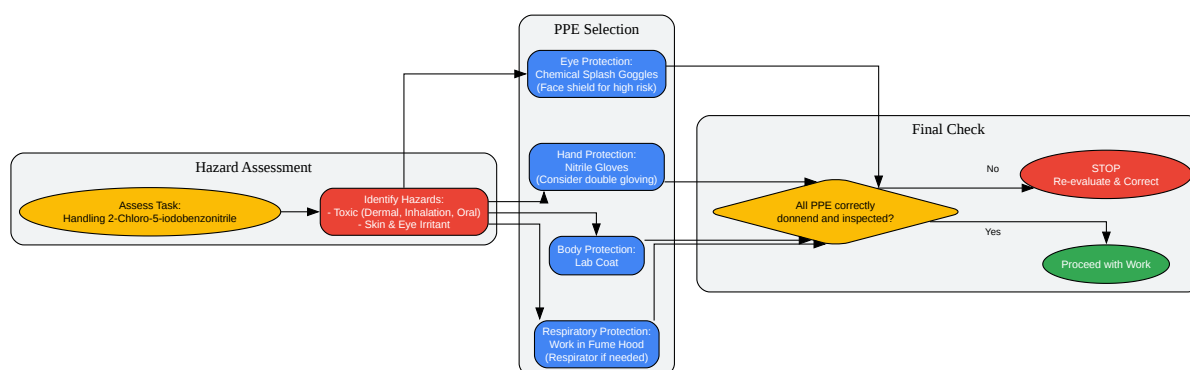 Hazard Assessment
Assess Task:
Handling 2-Chloro-5-iodobenzonitrile
Identify Hazards:
- Toxic (Dermal, Inhalation, Oral)
- Skin & Eye Irritant
PPE Selection
Eye Protection:
Chemical Splash Goggles
(Face shield for high risk)
Hand Protection:
Nitrile Gloves
(Consider double gloving)
Body Protection:
Lab Coat
Respiratory Protection:
Work in Fume Hood
(Respirator if needed)
Final Check
All PPE correctly
donnend and inspected?
No
STOP
Re-evaluate & Correct
Yes
Proceed with Work